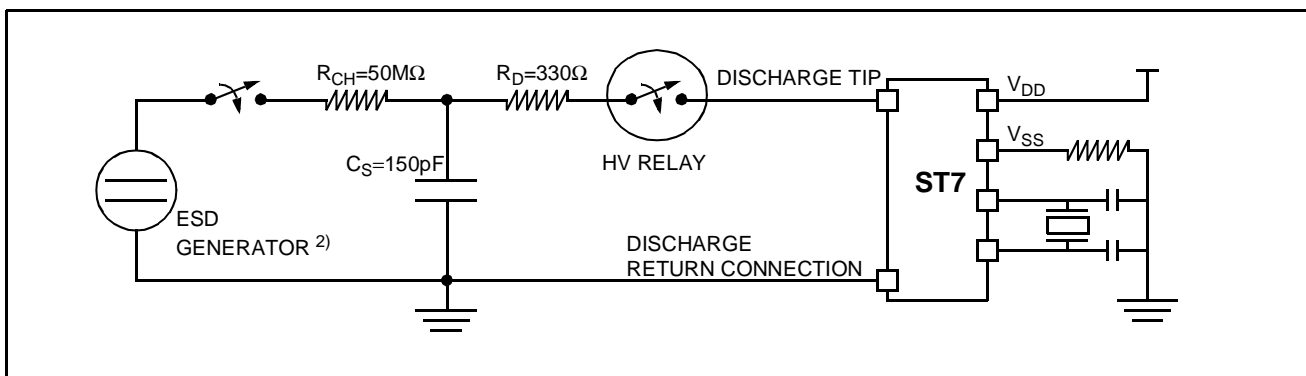 R_CH=50MΩ
R_D=330Ω
DISCHARGE TIP
V_DD
V_SS
HV RELAY
C_S=150pF
ST7
ESD
GENERATOR 2)
DISCHARGE
RETURN CONNECTION